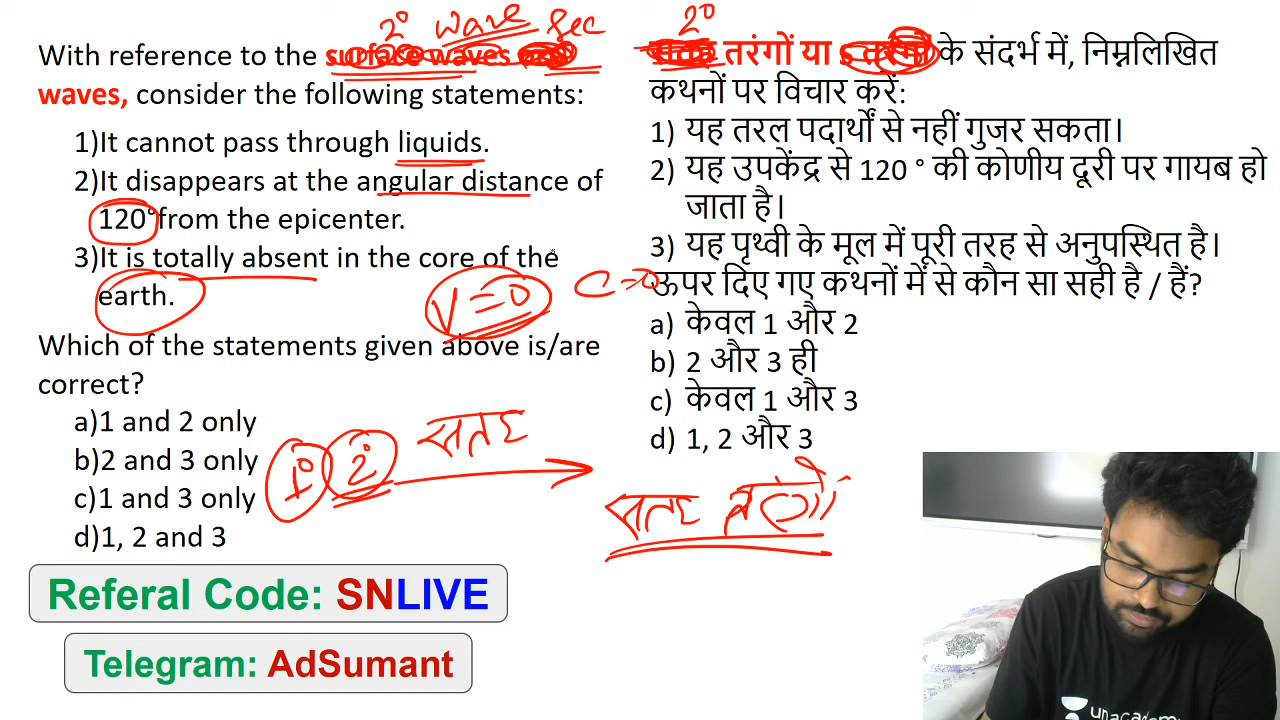 2° wave sec
With reference to the surface waves
waves, consider the following statements:
1)It cannot pass through liquids.
2)It disappears at the angular distance of
120° from the epicenter.
3)It is totally absent in the core of the
earth.
V=0 C=0
Which of the statements given above is/are
correct?
a)1 and 2 only
b)2 and 3 only
c)1 and 3 only
d)1, 2 and 3
1° 2° सतह
सतह तरंगों
2°
सतह तरंगों या s तरंगों के संदर्भ में, निम्नलिखित
कथनों पर विचार करें:
1) यह तरल पदार्थों से नहीं गुजर सकता।
2) यह उपकेंद्र से 120 ° की कोणीय दूरी पर गायब हो
जाता है।
3) यह पृथ्वी के मूल में पूरी तरह से अनुपस्थित है।
ऊपर दिए गए कथनों में से कौन सा सही है / हैं?
a) केवल 1 और 2
b) 2 और 3 ही
c) केवल 1 और 3
d) 1, 2 और 3
Referal Code: SNLIVE
Telegram: AdSumant
unacademy